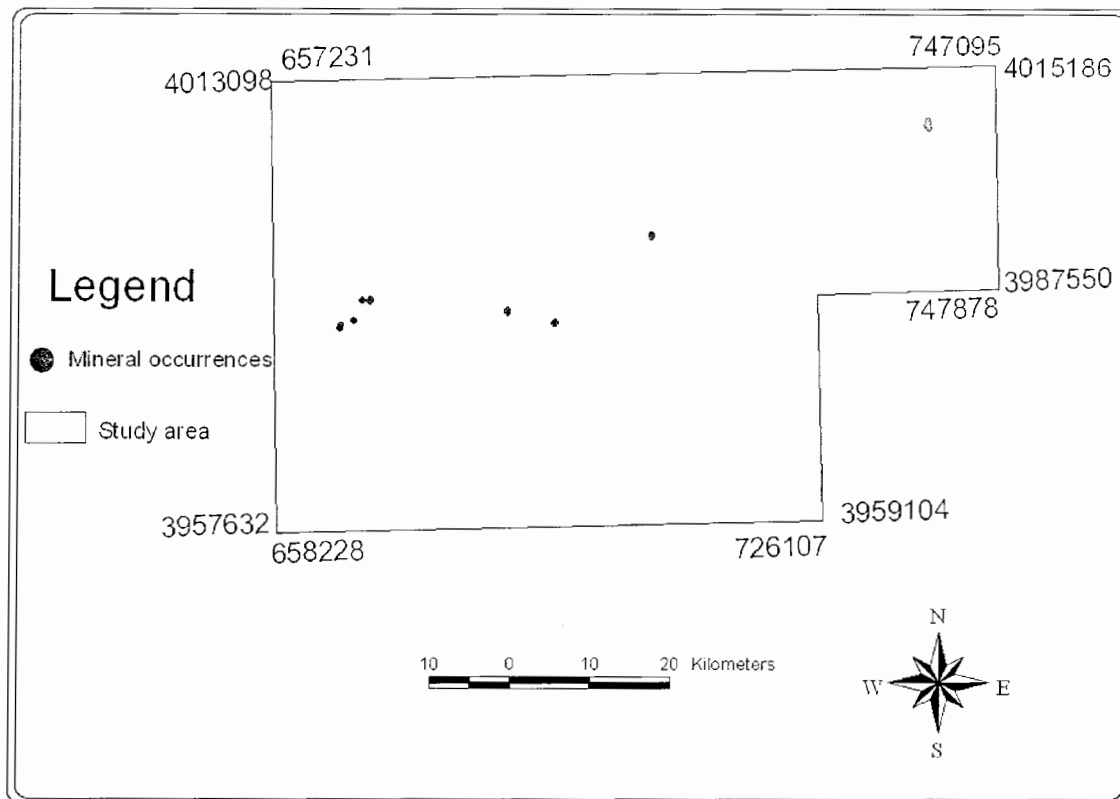 657231
747095
4013098
4015186
Legend
3987550
747878
Mineral occurrences
Study area
3957632
3959104
658228
726107
N
10 0 10 20 Kilometers
W E
S